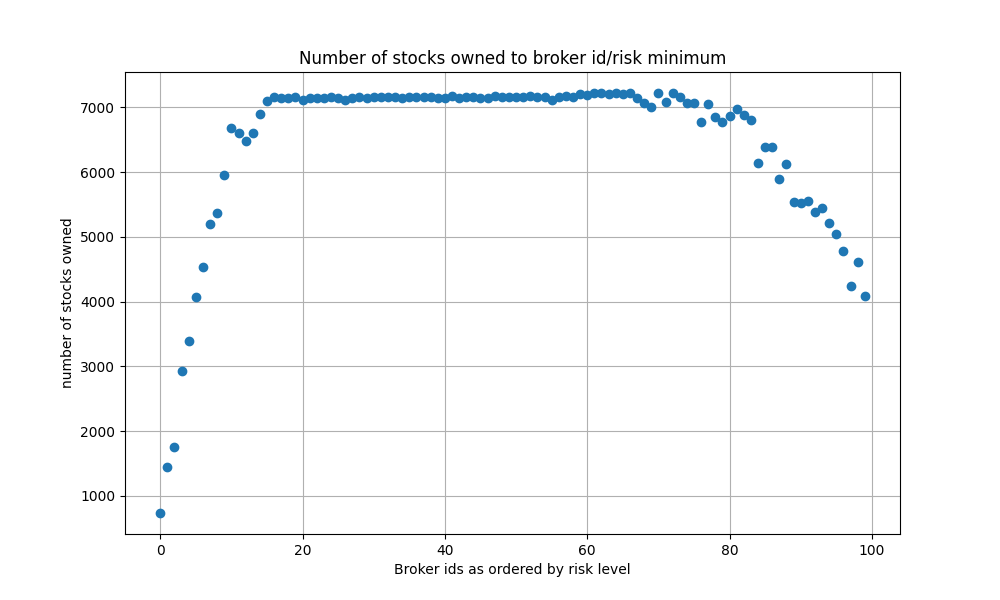 Number of stocks owned to broker id/risk minimum
number of stocks owned
7000
6000
5000
4000
3000
2000
1000
0 20 40 60 80 100
Broker ids as ordered by risk level